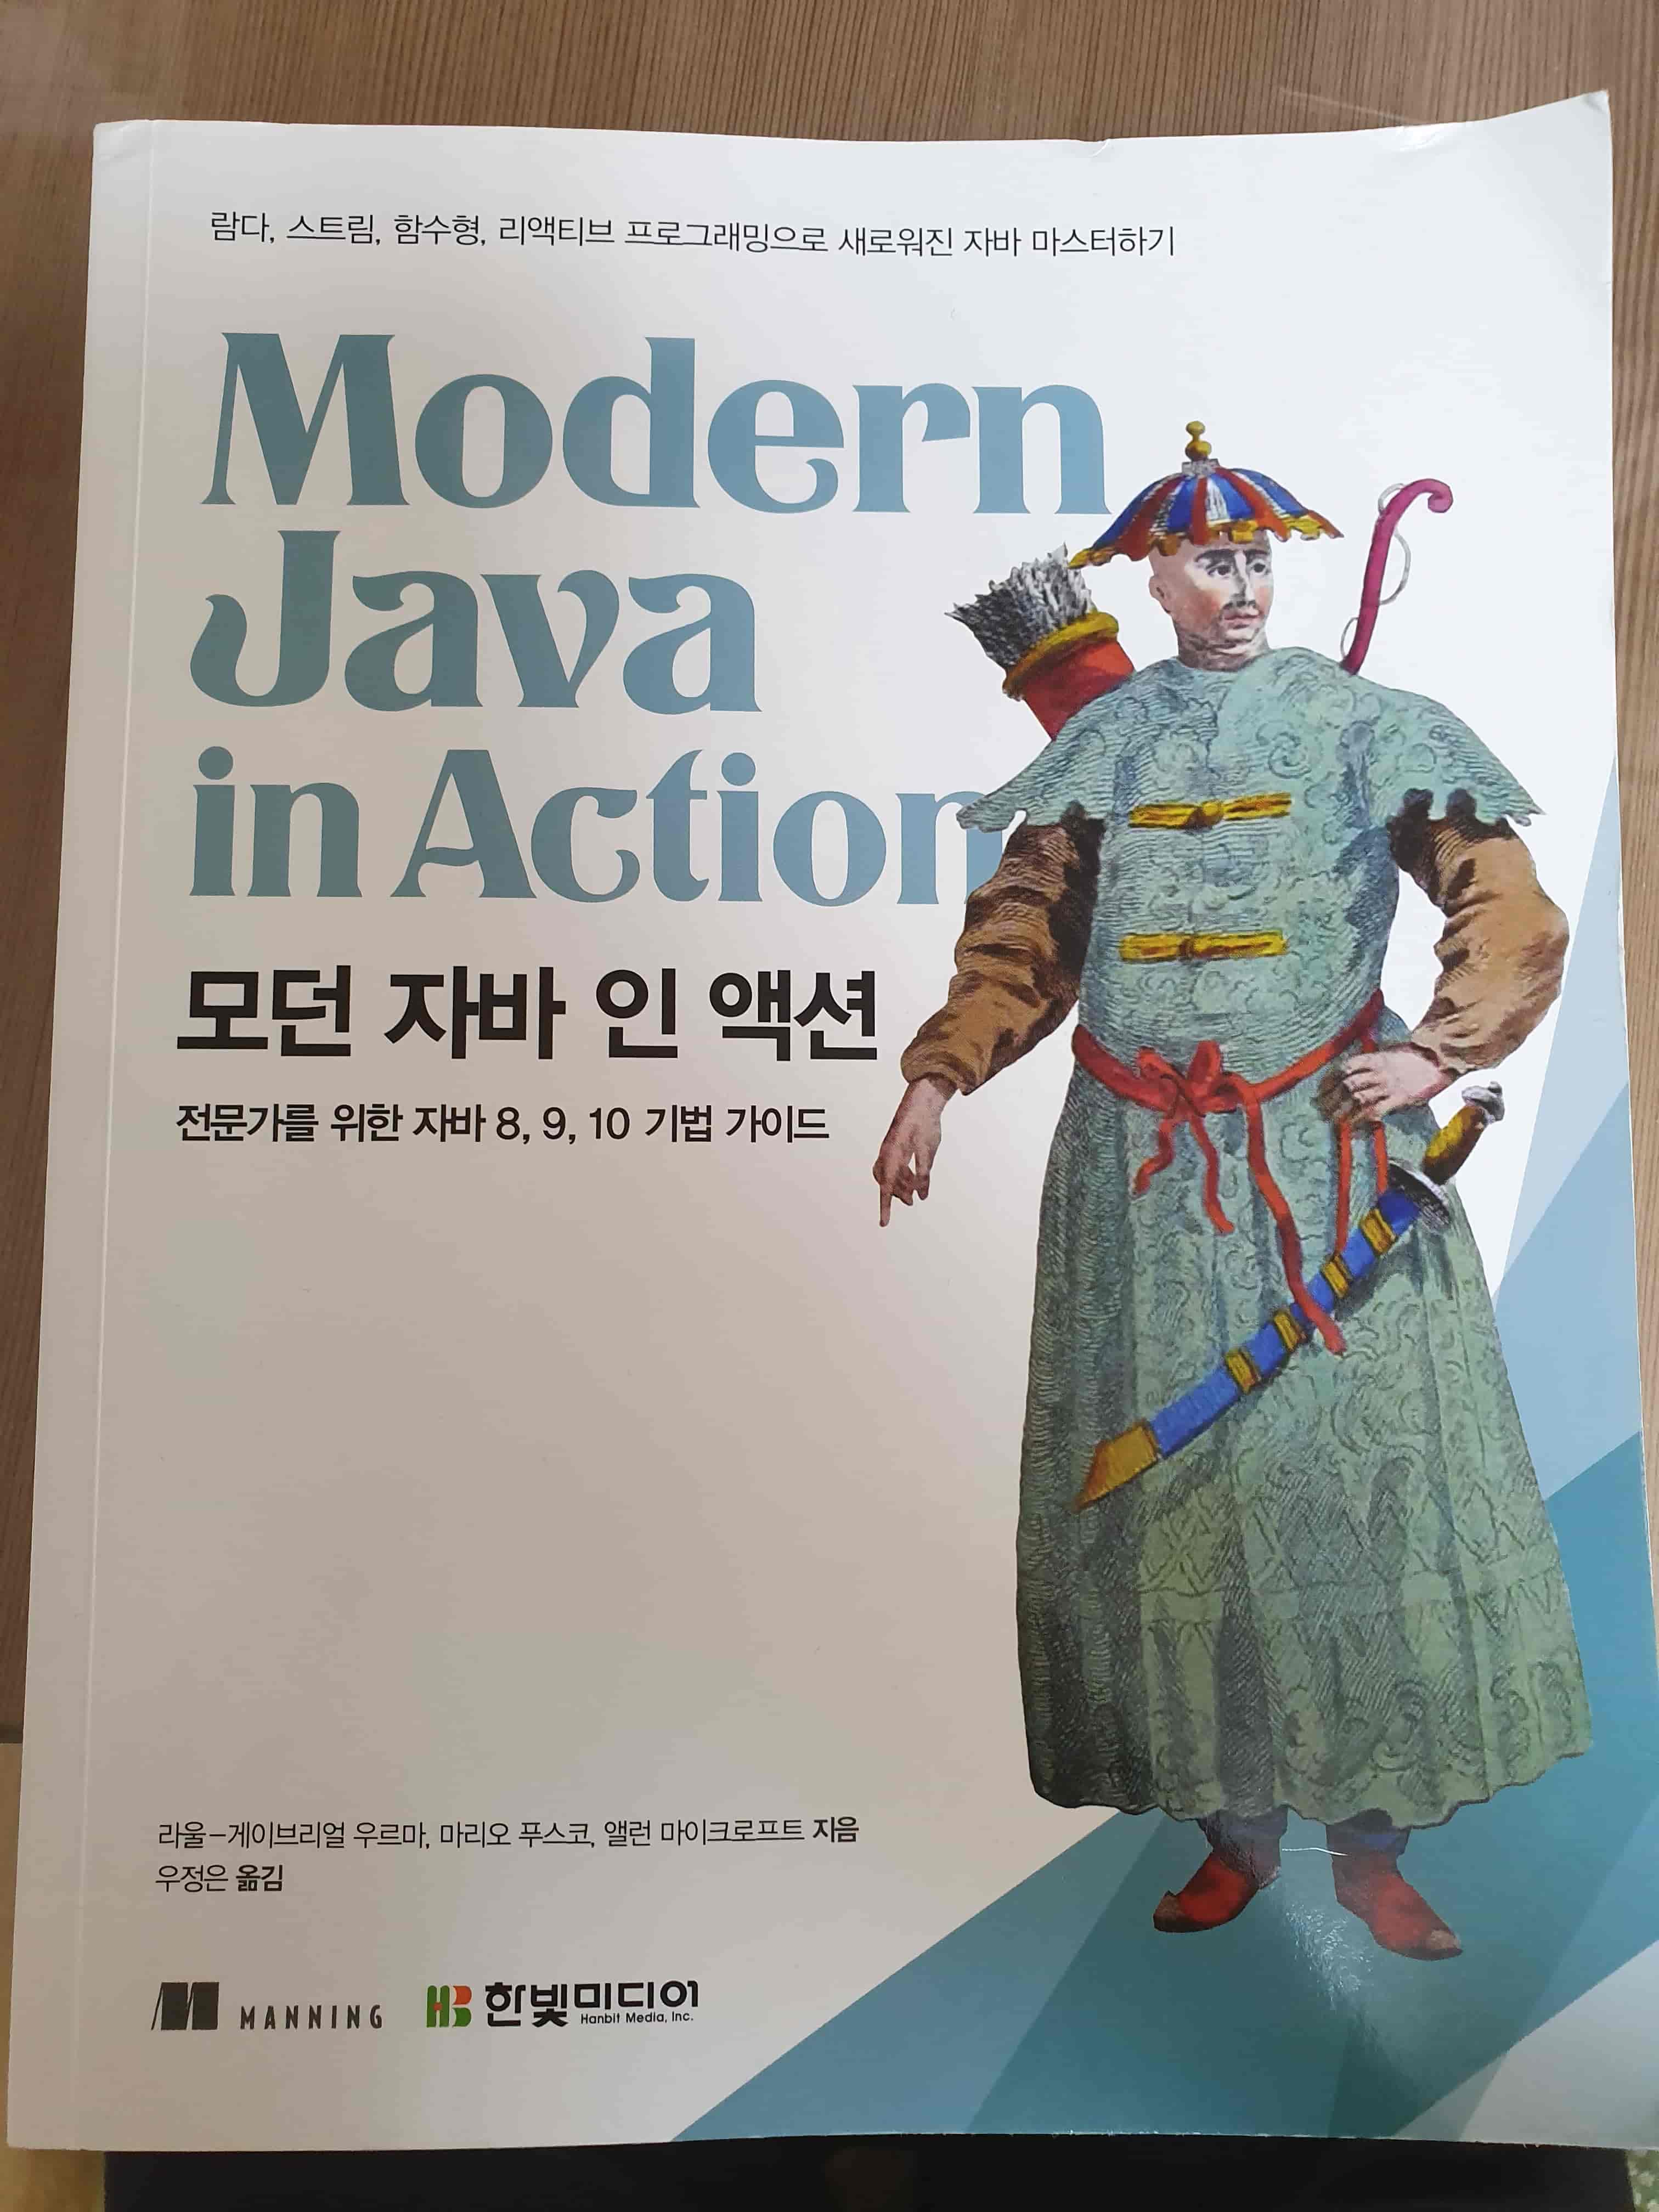 람다, 스트림, 함수형, 리액티브 프로그래밍으로 새로워진 자바 마스터하기
Modern
Java
in Action
모던 자바 인 액션
전문가를 위한 자바 8, 9, 10 기법 가이드
라울-게이브리얼 우르마, 마리오 푸스코, 앨런 마이크로프트 지음
우정은 옮김
MANNING
HB 한빛미디어
Hanbit Media, Inc.